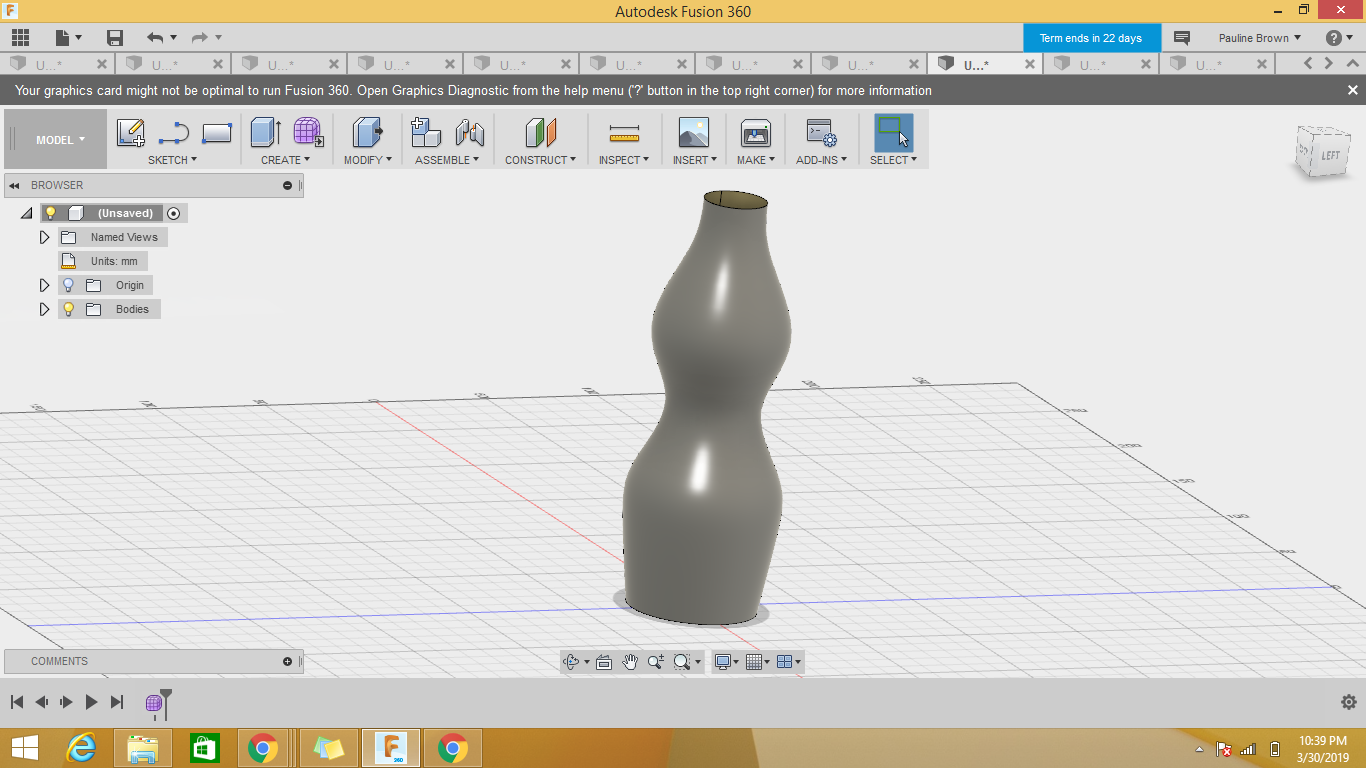 Autodesk Fusion 360
Term ends in 22 days
Pauline Brown
U...*
U...*
U...*
U...*
U...*
U...*
U...*
U...*
U...*
U...*
U...*
Your graphics card might not be optimal to run Fusion 360. Open Graphics Diagnostic from the help menu ('?' button in the top right corner) for more information
MODEL
SKETCH
CREATE
MODIFY
ASSEMBLE
CONSTRUCT
INSPECT
INSERT
MAKE
ADD-INS
SELECT
LEFT
BROWSER
(Unsaved)
Named Views
Units: mm
Origin
Bodies
COMMENTS
10:39 PM
3/30/2019